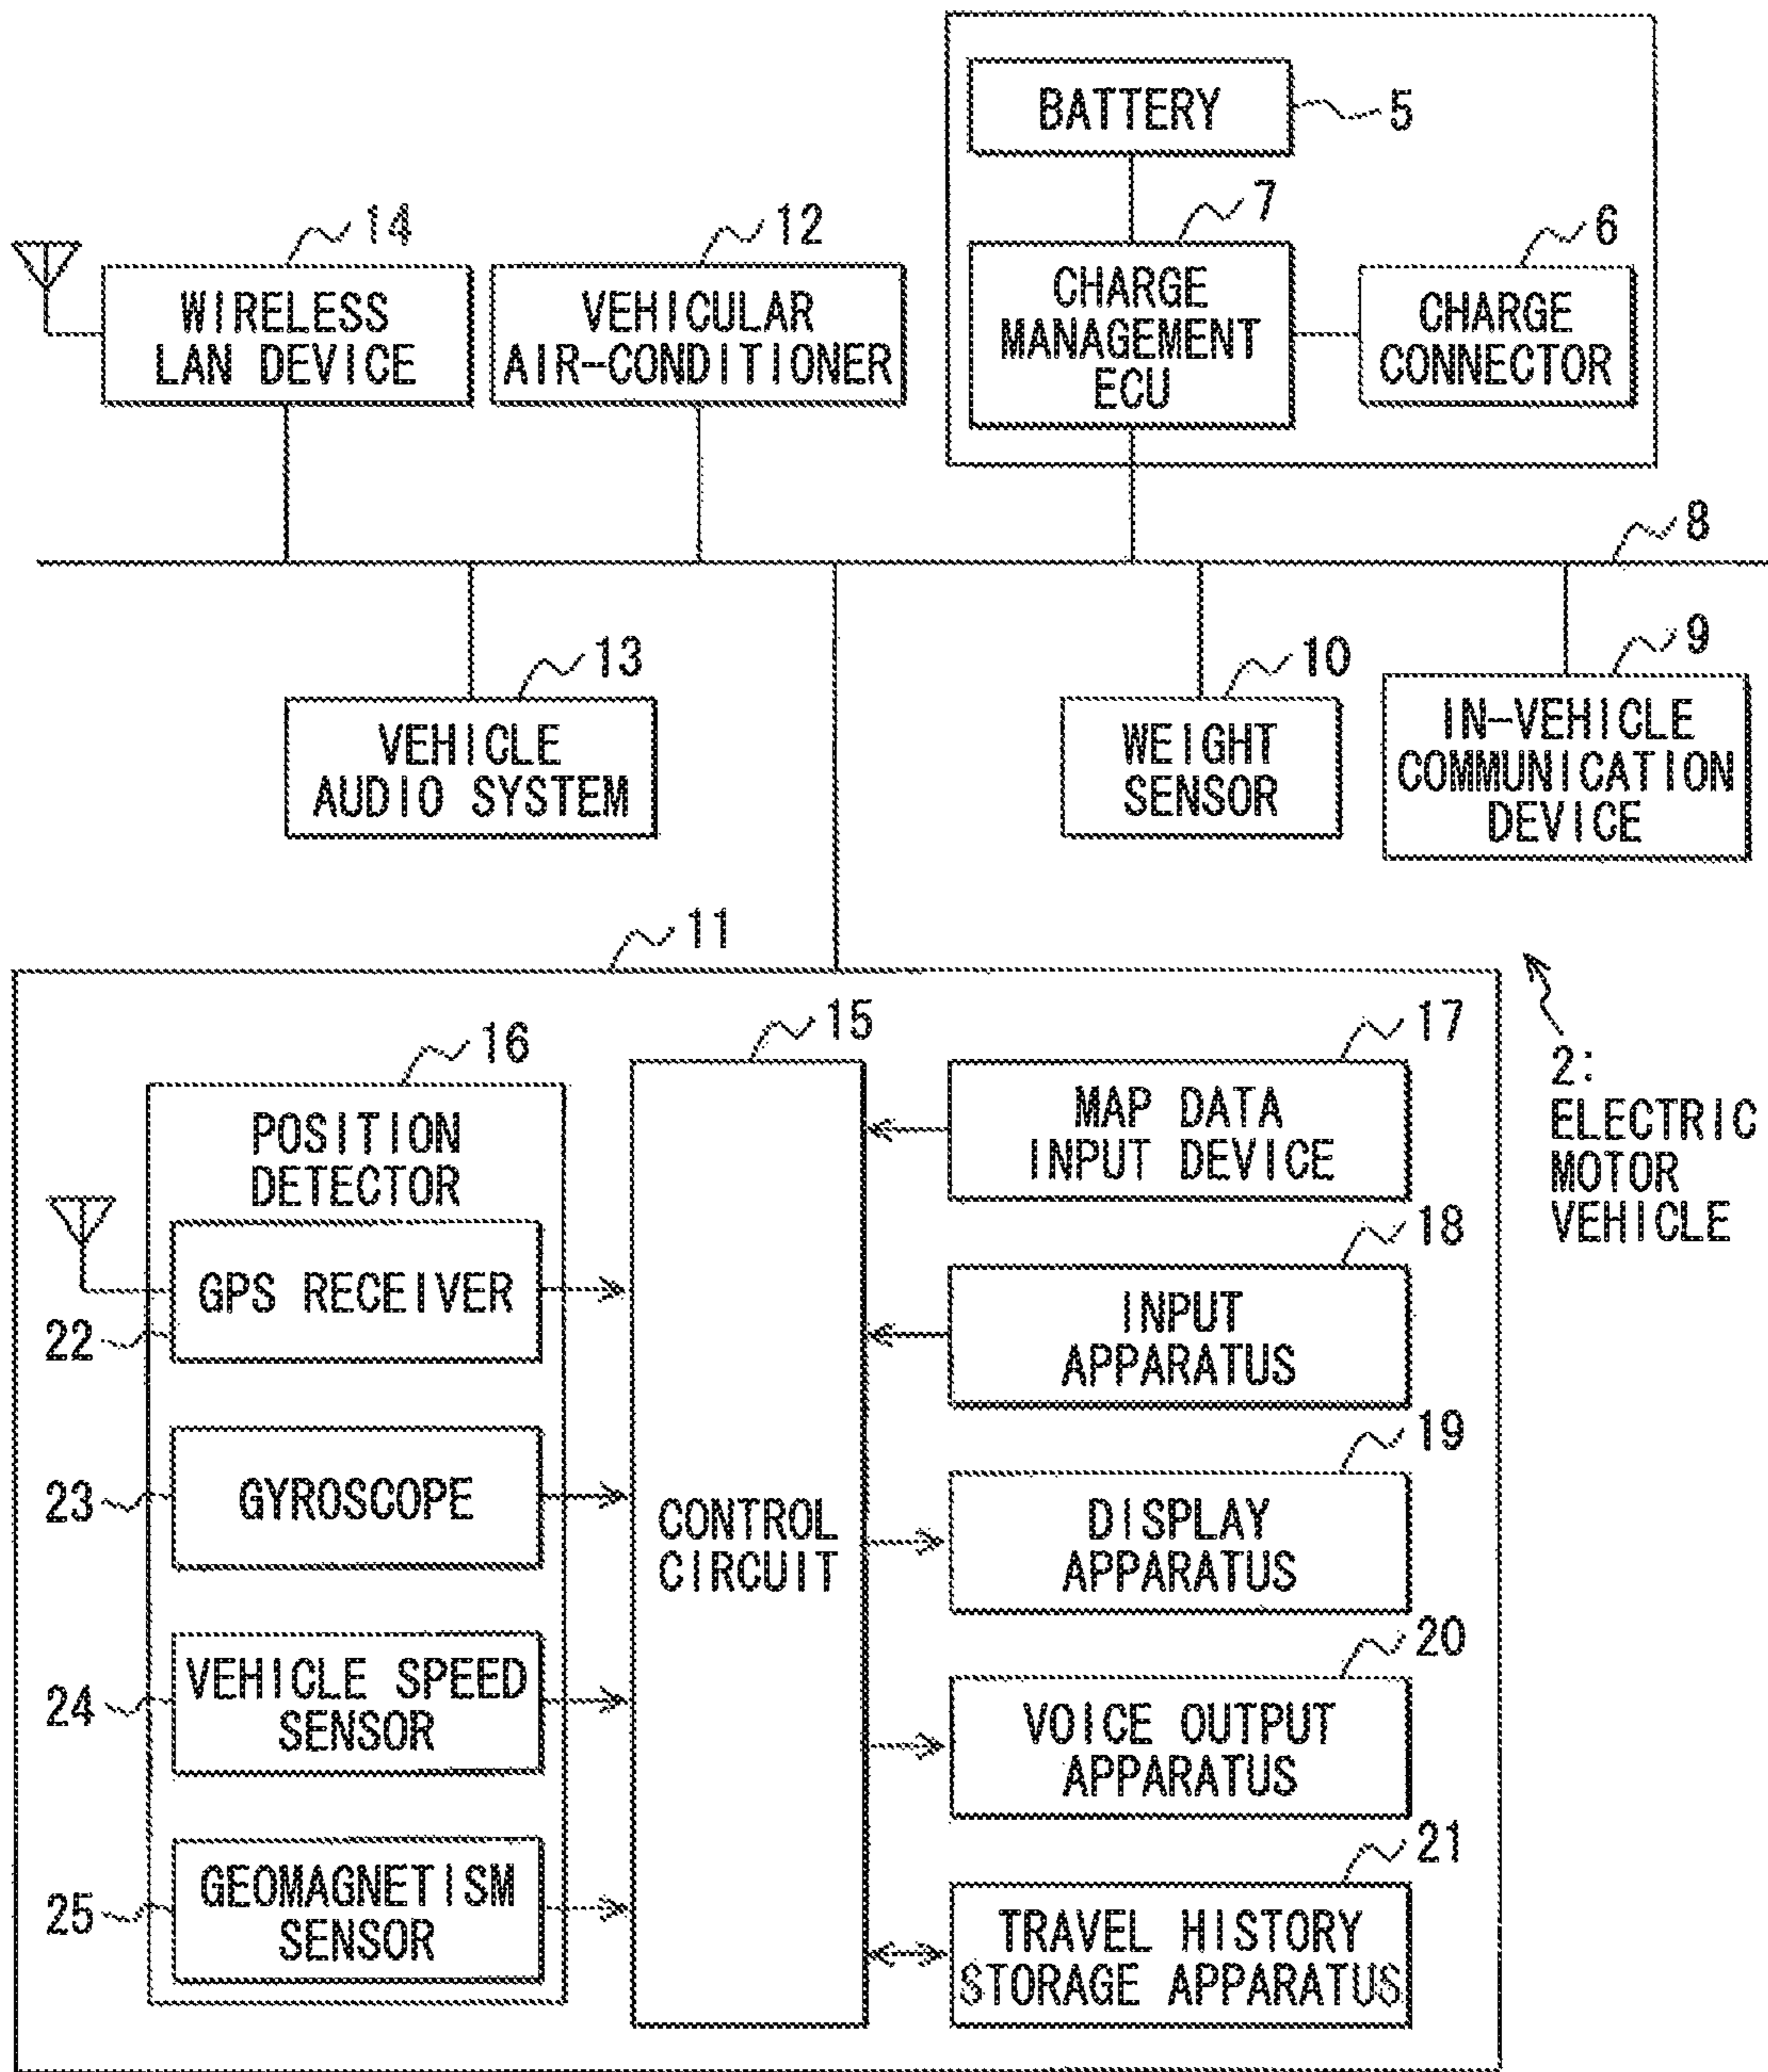 BATTERY
5
7
6
14
12
CHARGE
MANAGEMENT
ECU
CHARGE
CONNECTOR
WIRELESS
LAN DEVICE
VEHICULAR
AIR-CONDITIONER
8
13
10
9
VEHICLE
AUDIO SYSTEM
WEIGHT
SENSOR
IN-VEHICLE
COMMUNICATION
DEVICE
11
16
15
17
2:
ELECTRIC
MOTOR
VEHICLE
POSITION
DETECTOR
MAP DATA
INPUT DEVICE
18
GPS RECEIVER
22
INPUT
APPARATUS
19
GYROSCOPE
23
CONTROL
CIRCUIT
DISPLAY
APPARATUS
20
VEHICLE SPEED
SENSOR
24
VOICE OUTPUT
APPARATUS
21
GEOMAGNETISM
SENSOR
25
TRAVEL HISTORY
STORAGE APPARATUS